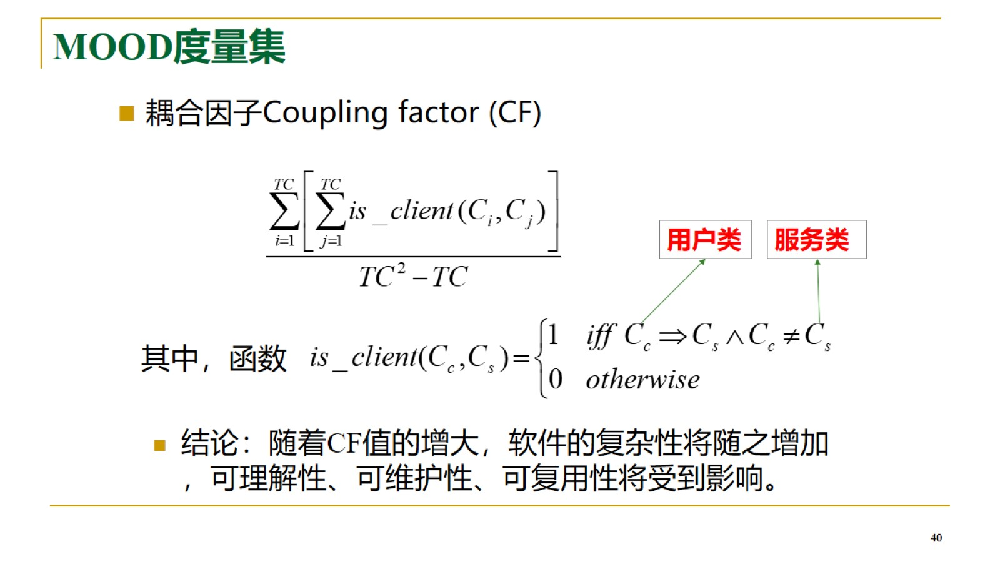 MOOD度量集
耦合因子Coupling factor (CF)
\frac{\sum_{i=1}^{TC}\left[\sum_{j=1}^{TC} is\_client(C_i, C_j)\right]}{TC^2 - TC}
用户类 服务类
其中，函数 is\_client(C_c, C_s) = \begin{cases} 1 & iff\ C_c \Rightarrow C_s \wedge C_c \neq C_s \\ 0 & otherwise \end{cases}
结论：随着CF值的增大，软件的复杂性将随之增加
，可理解性、可维护性、可复用性将受到影响。
40